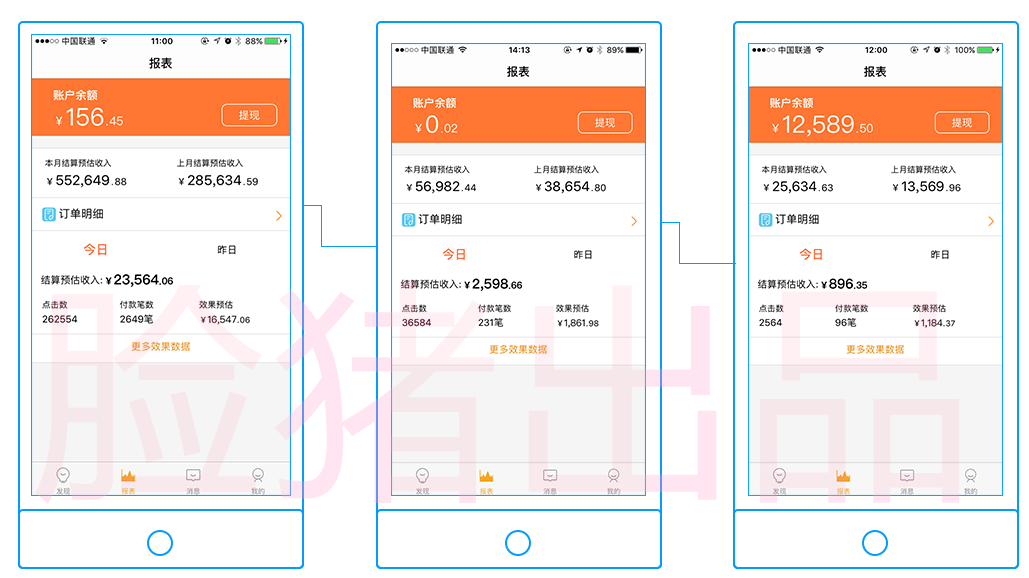 中国联通 11:00 88%
报表
账户余额
¥156.45
提现
本月结算预估收入 上月结算预估收入
¥552,649.88 ¥285,634.59
订单明细
今日 昨日
结算预估收入:¥23,564.06
点击数 付款笔数 效果预估
262554 2649笔 ¥16,547.06
更多效果数据
发现 报表 消息 我的
中国联通 14:13 89%
报表
账户余额
¥0.02
提现
本月结算预估收入 上月结算预估收入
¥56,982.44 ¥38,654.80
订单明细
今日 昨日
结算预估收入:¥2,598.66
点击数 付款笔数 效果预估
36584 231笔 ¥1,861.98
更多效果数据
发现 报表 消息 我的
中国联通 12:00 100%
报表
账户余额
¥12,589.50
提现
本月结算预估收入 上月结算预估收入
¥25,634.63 ¥13,569.96
订单明细
今日 昨日
结算预估收入:¥896.35
点击数 付款笔数 效果预估
2564 96笔 ¥1,184.37
更多效果数据
发现 报表 消息 我的
脸猪出品